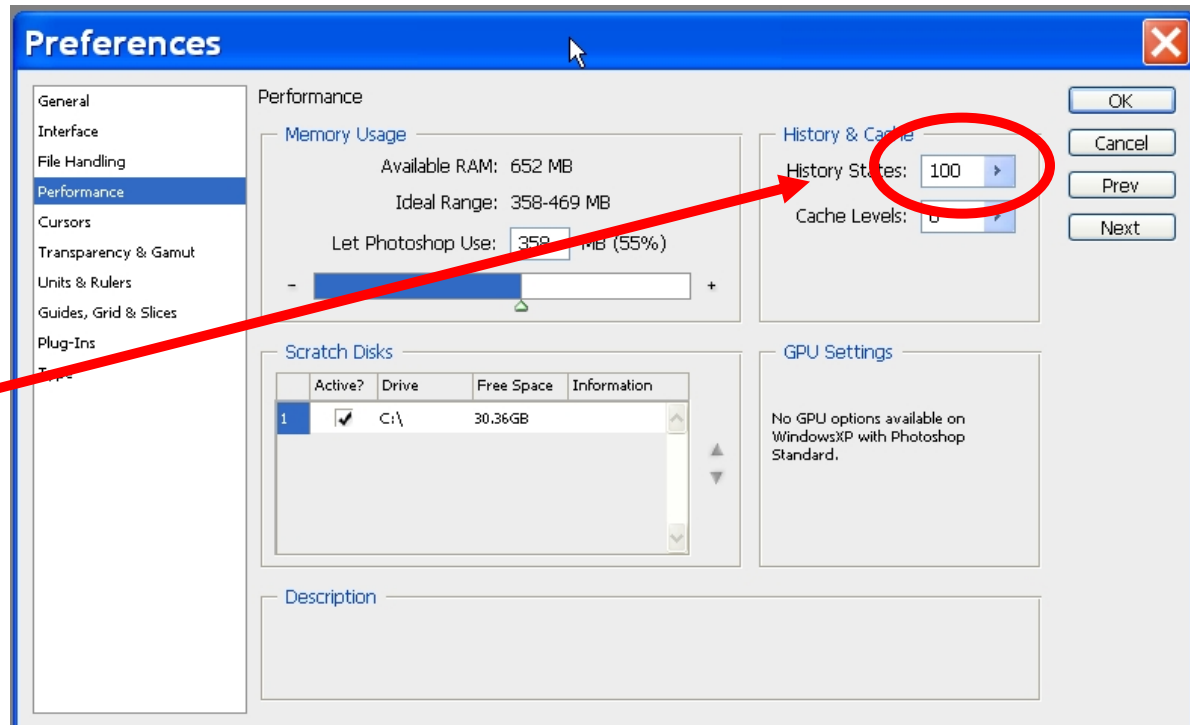 Preferences
General
Interface
File Handling
Performance
Cursors
Transparency & Gamut
Units & Rulers
Guides, Grid & Slices
Plug-Ins
Type
Performance
Memory Usage
Available RAM: 652 MB
Ideal Range: 358-469 MB
Let Photoshop Use: 358 MB (55%)
- +
Scratch Disks
Active? Drive Free Space Information
1 C:\ 30.36GB
History & Cache
History States: 100
Cache Levels:
GPU Settings
No GPU options available on
WindowsXP with Photoshop
Standard.
Description
OK
Cancel
Prev
Next